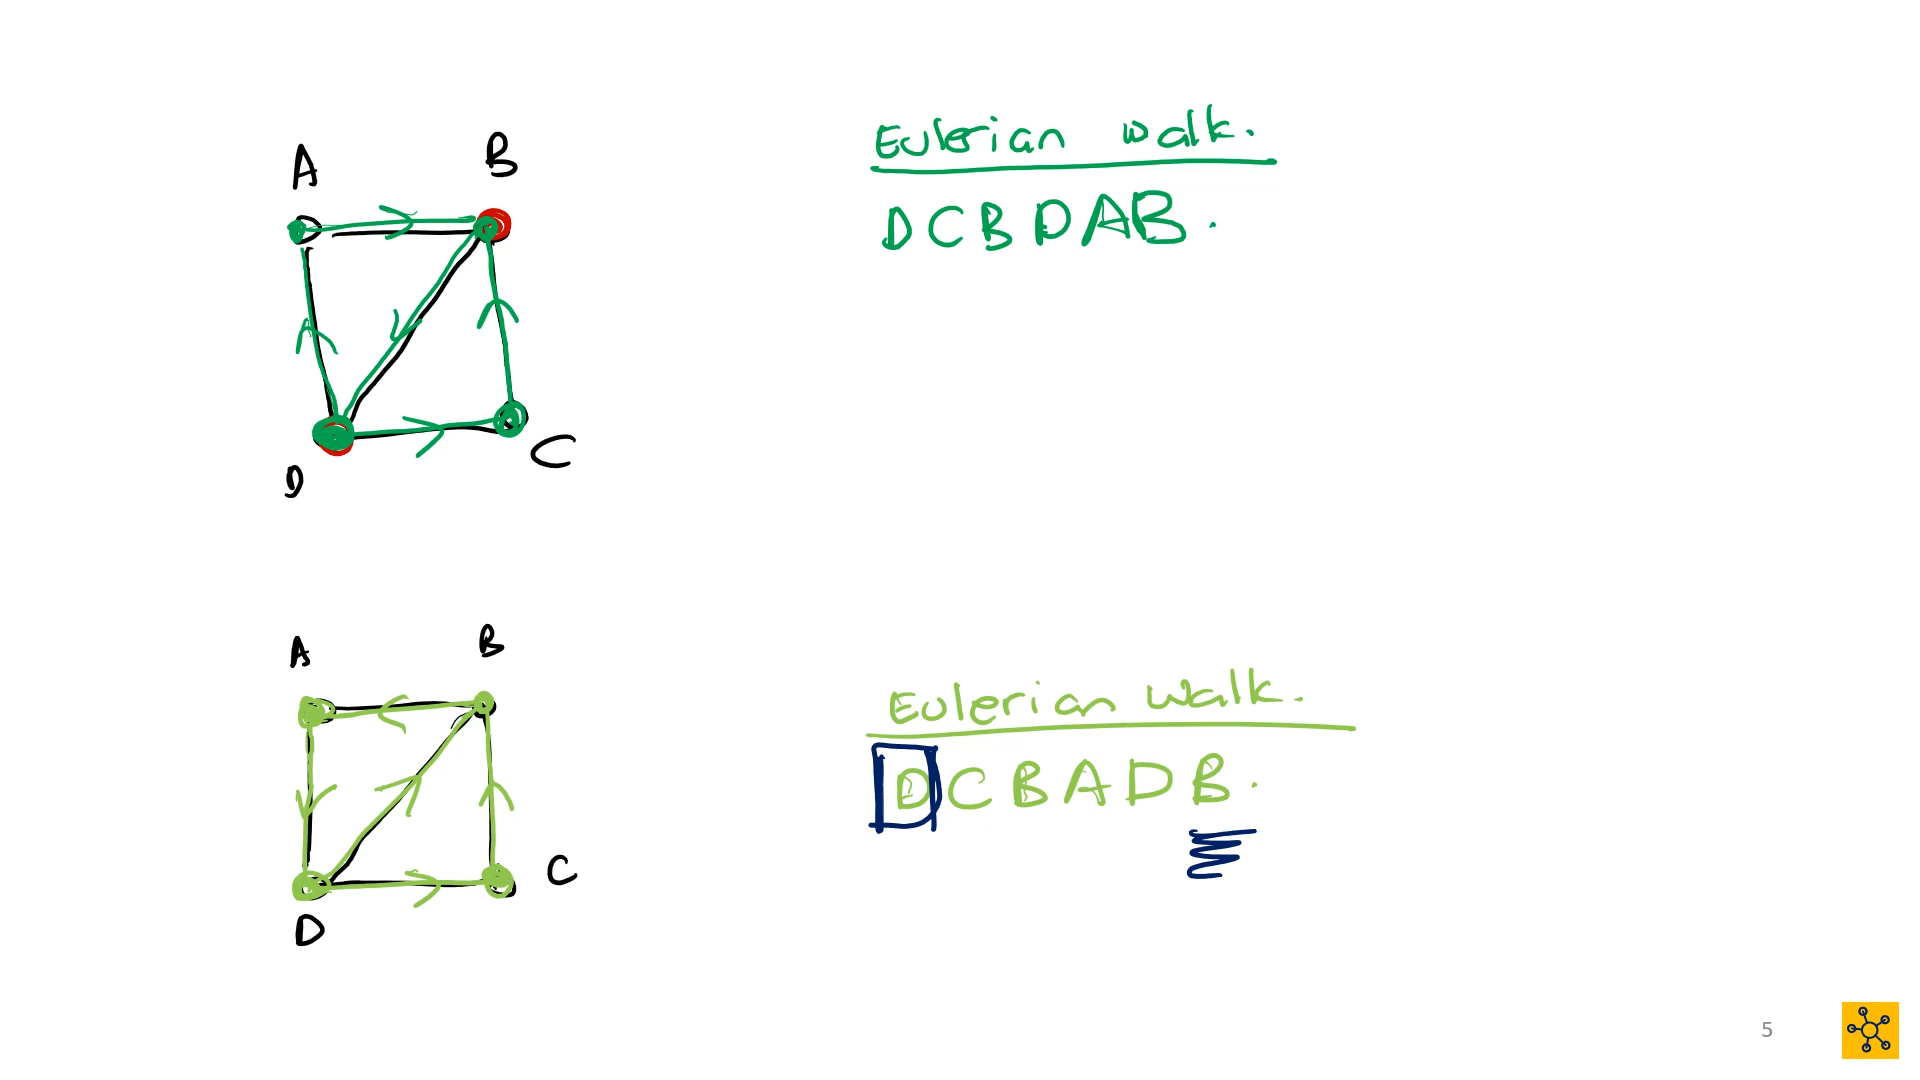 Eulerian walk.
A B
DCBDAB.
C
D
A B
Eulerian walk.
DCBADB.
C
D
5